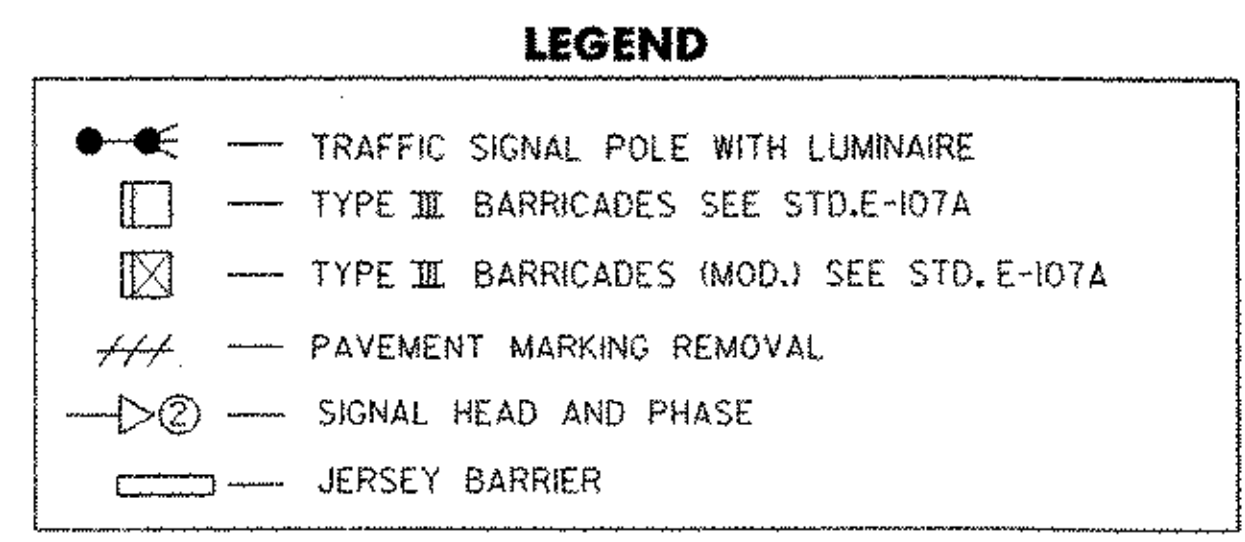 LEGEND
TRAFFIC SIGNAL POLE WITH LUMINAIRE
TYPE III BARRICADES SEE STD.E-107A
TYPE III BARRICADES (MOD.) SEE STD. E-107A
PAVEMENT MARKING REMOVAL
② SIGNAL HEAD AND PHASE
JERSEY BARRIER